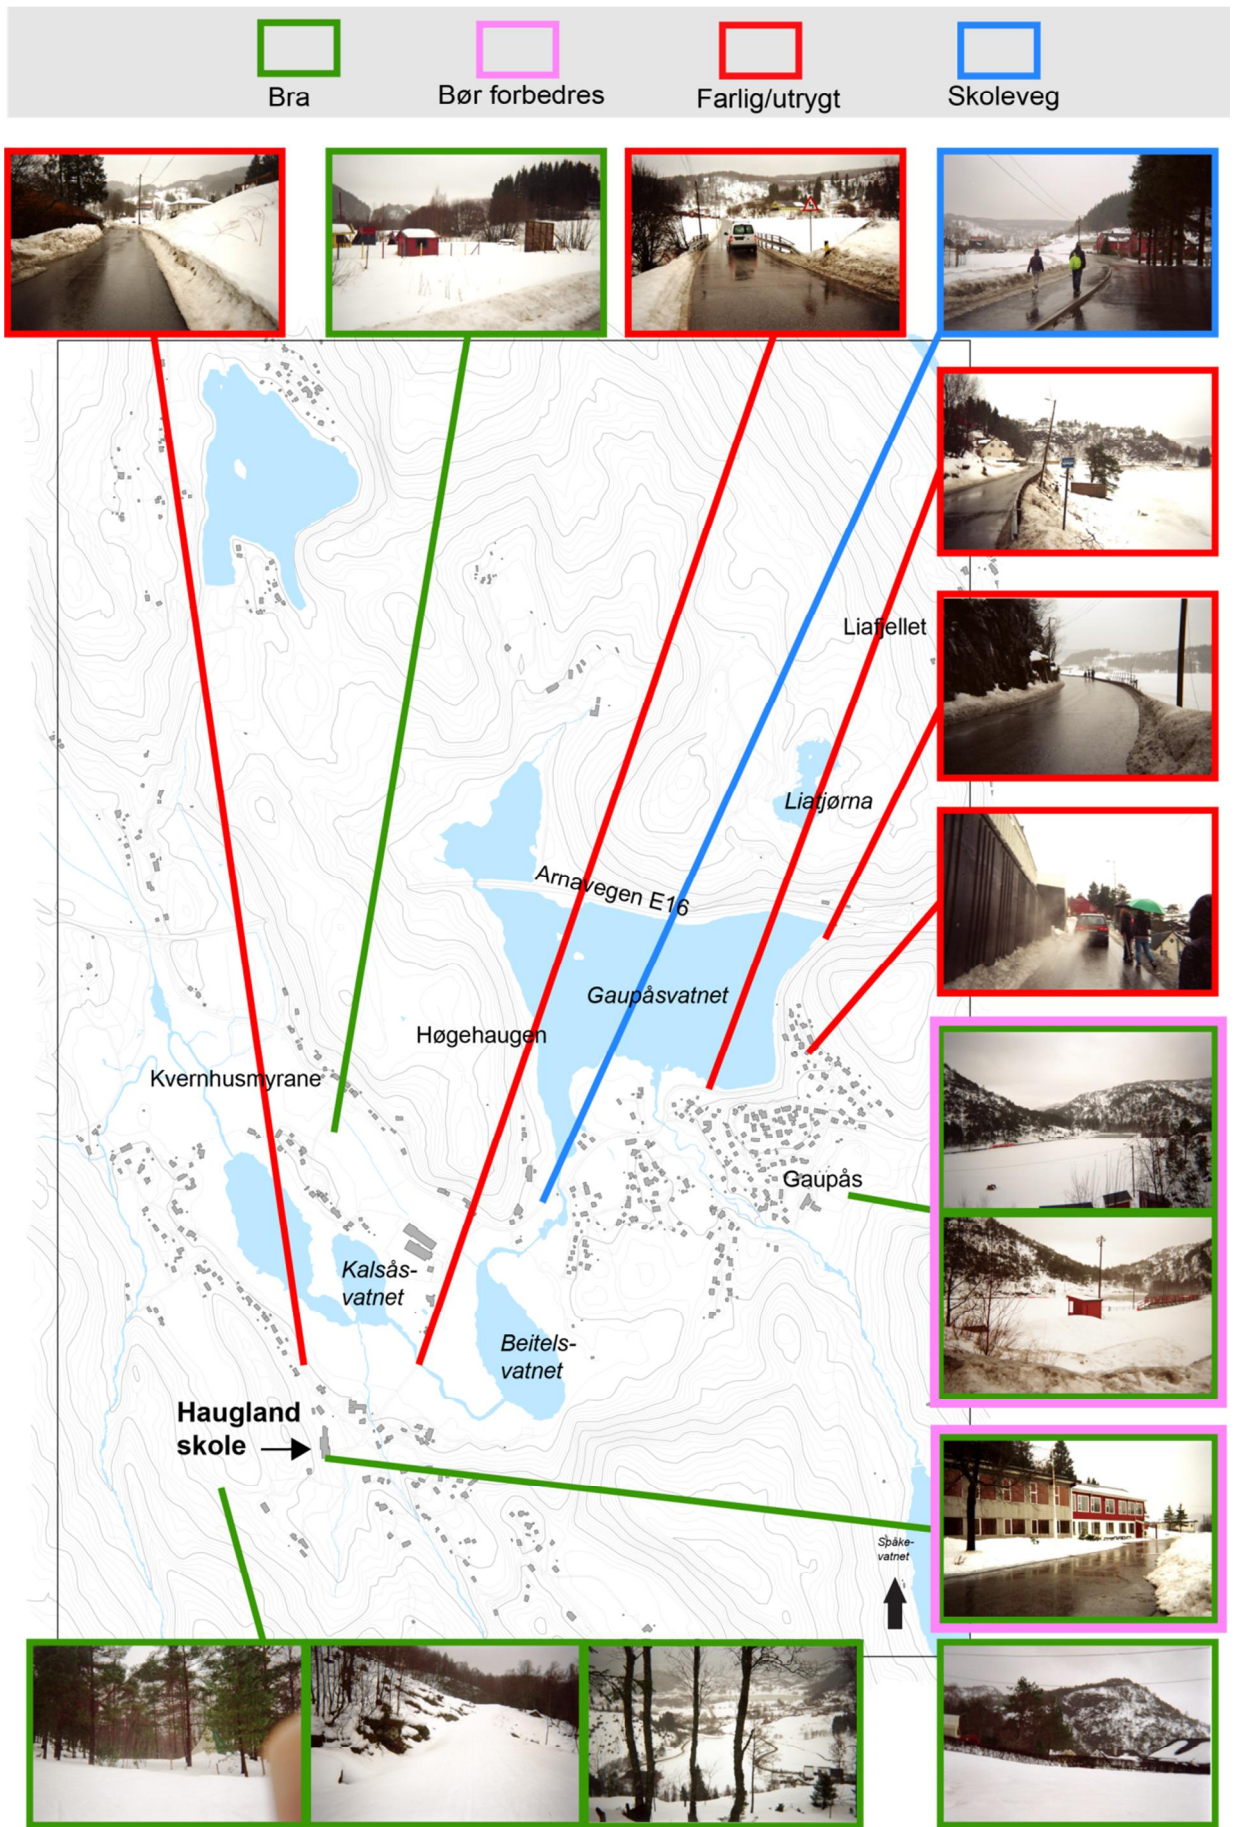 Bra
Bør forbedres
Farlig/utrygt
Skoleveg
Liafjellet
Liatjørna
Arnavegen E16
Gaupåsvatnet
Høgehaugen
Kvernhusmyrane
Gaupås
Kalsås-
vatnet
Beitels-
vatnet
Haugland
skole
Spåke-
vatnet